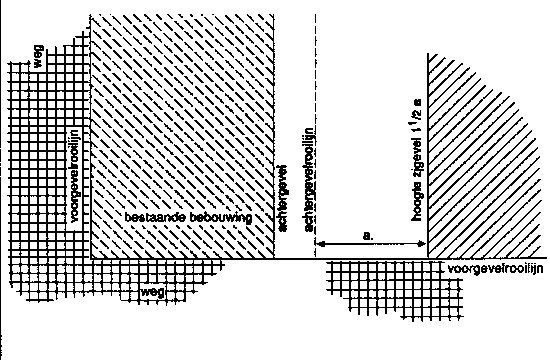 weg
voorgevelrooilijn
bestaande bebouwing
achtergevel
achtergevelrooilijn
a.
hoogte zijgevel 1 1/2 a
voorgevelrooilijn
weg